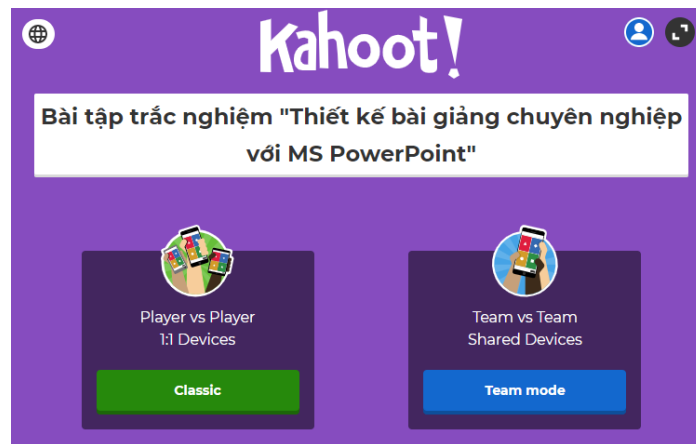 Kahoot!
Bài tập trắc nghiệm "Thiết kế bài giảng chuyên nghiệp
với MS PowerPoint"
Player vs Player
1:1 Devices
Classic
Team vs Team
Shared Devices
Team mode